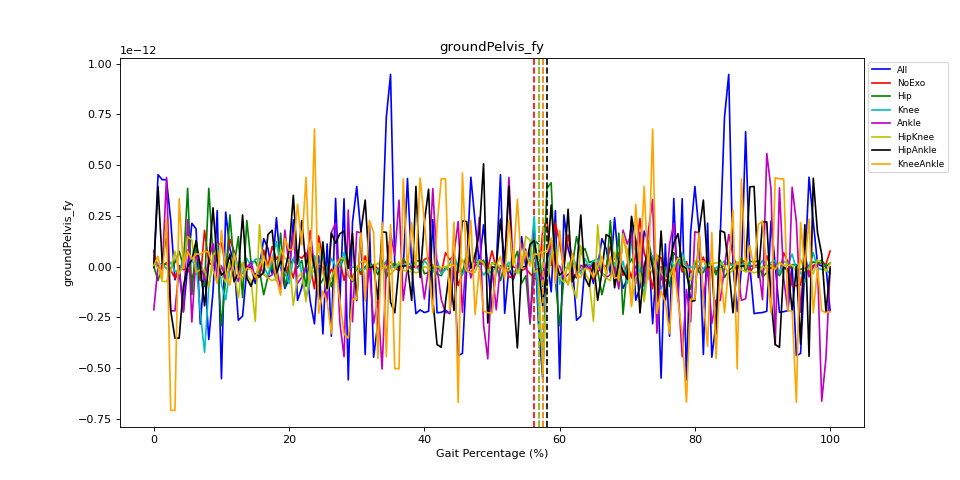 groundPelvis_fy
1e−12
1.00
0.75
0.50
0.25
0.00
−0.25
−0.50
−0.75
groundPelvis_fy
0
20
40
60
80
100
Gait Percentage (%)
All
NoExo
Hip
Knee
Ankle
HipKnee
HipAnkle
KneeAnkle